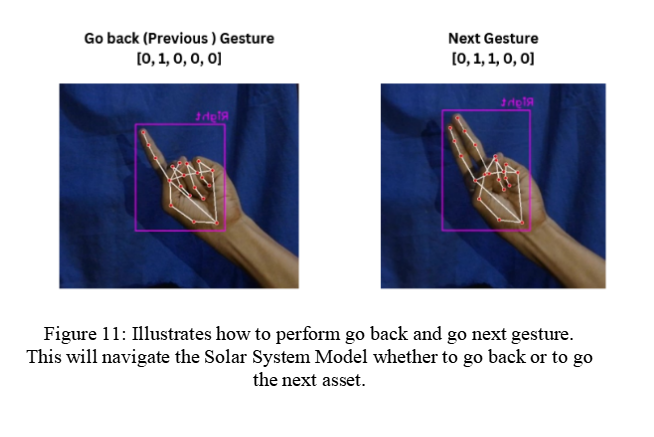 Go back (Previous ) Gesture
[0, 1, 0, 0, 0]
Next Gesture
[0, 1, 1, 0, 0]
Right
Right
Figure 11: Illustrates how to perform go back and go next gesture.
This will navigate the Solar System Model whether to go back or to go
the next asset.